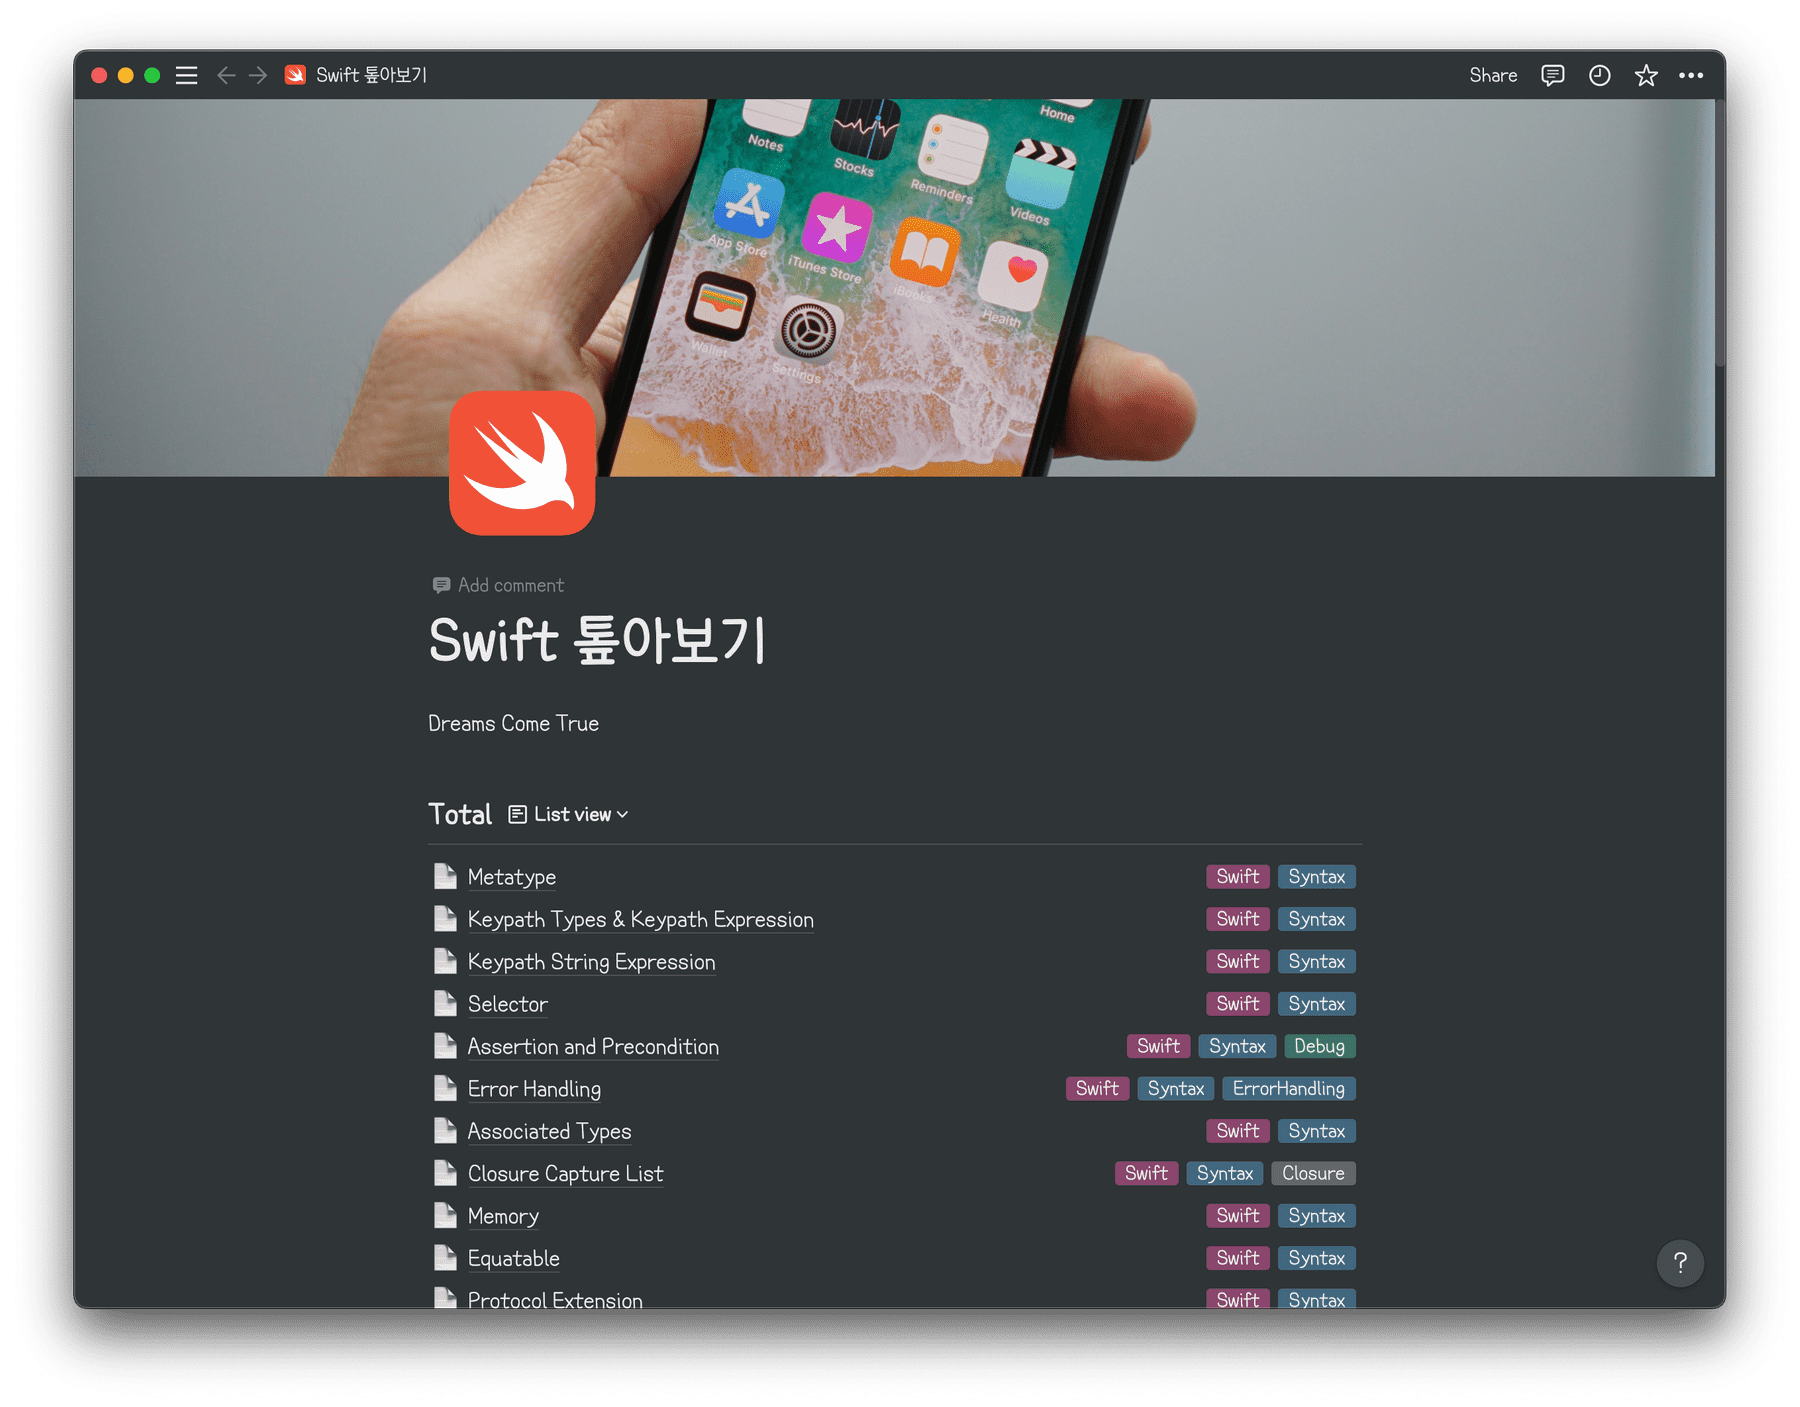 Swift 톺아보기
Share
Home
Notes
Stocks
Reminders
Videos
App Store
iTunes Store
iBooks
Health
Wallet
Settings
Add comment
Swift 톺아보기
Dreams Come True
Total List view
Metatype Swift Syntax
Keypath Types & Keypath Expression Swift Syntax
Keypath String Expression Swift Syntax
Selector Swift Syntax
Assertion and Precondition Swift Syntax Debug
Error Handling Swift Syntax ErrorHandling
Associated Types Swift Syntax
Closure Capture List Swift Syntax Closure
Memory Swift Syntax
Equatable Swift Syntax
?
Protocol Extension Swift Syntax